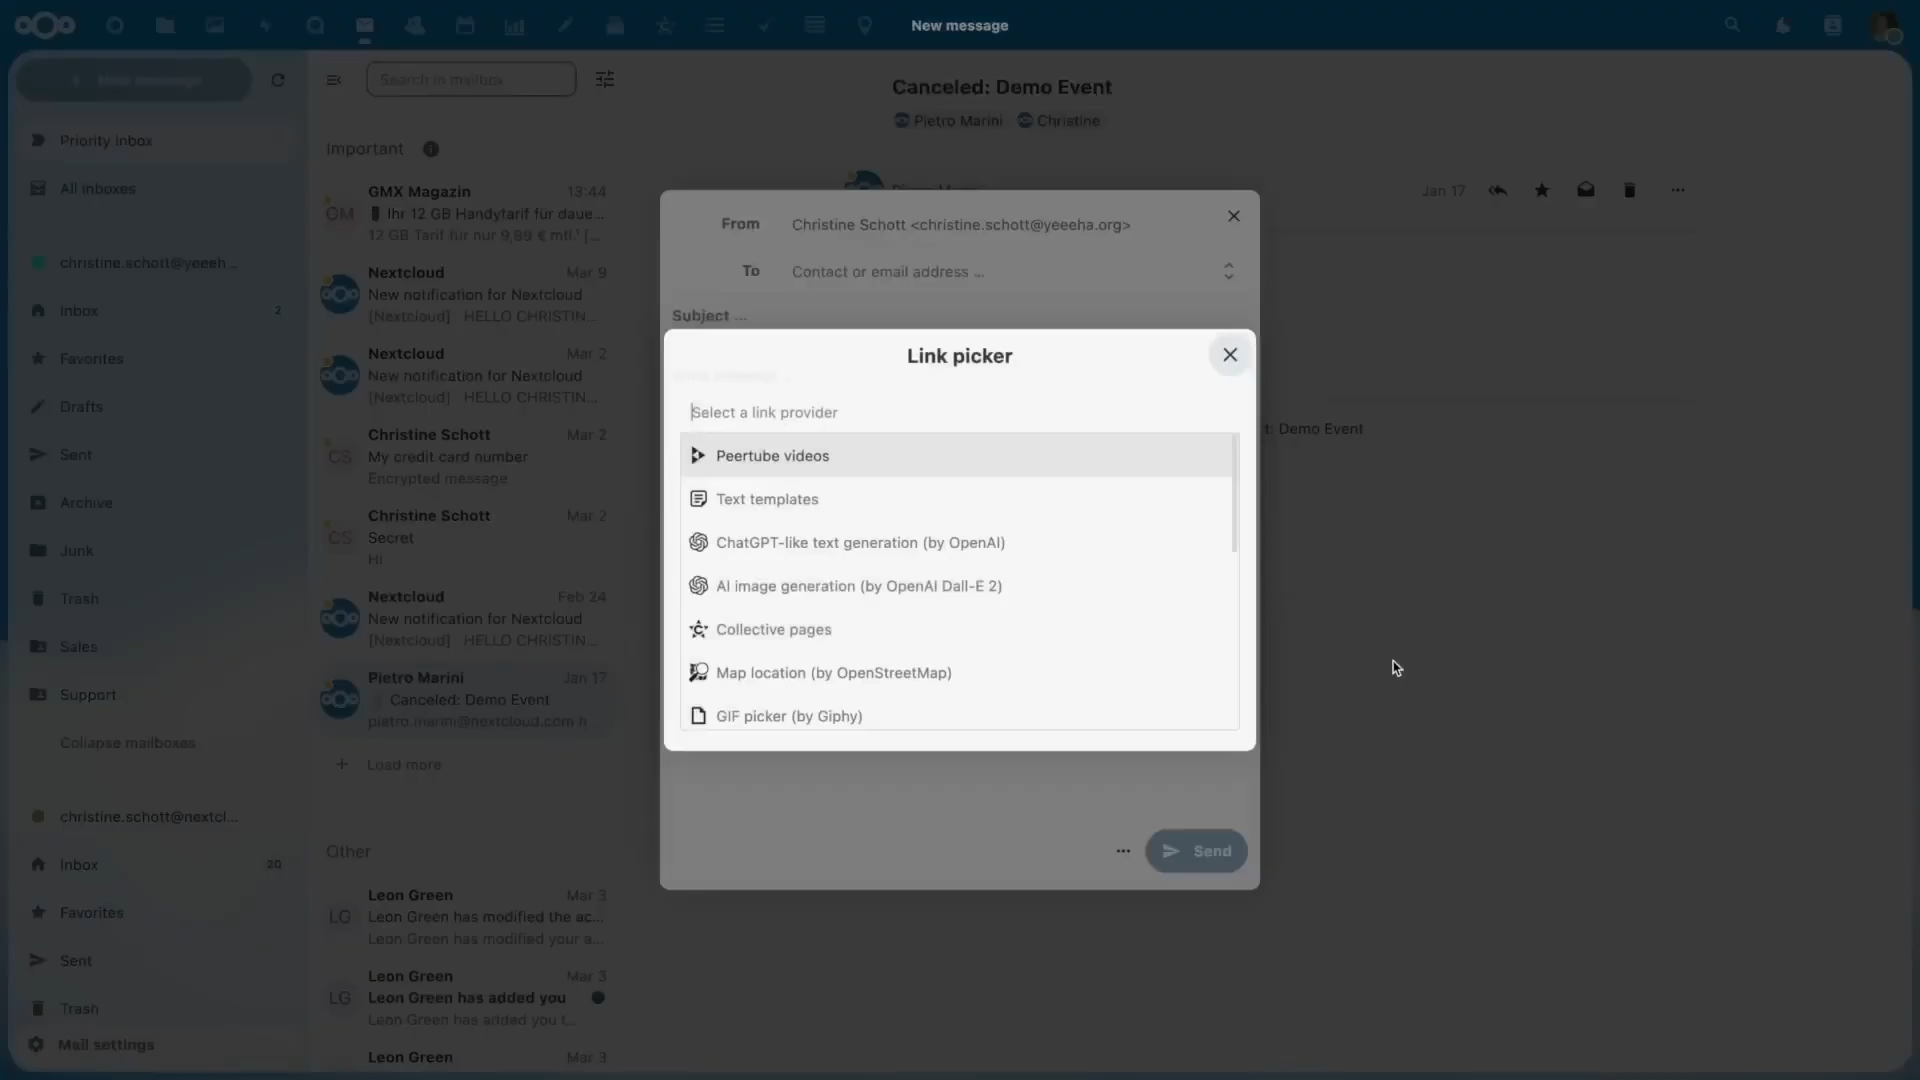 New message
New message
Search in mailbox
Priority inbox
All inboxes
christine.schott@yeeeh...
Inbox 2
Favorites
Drafts
Sent
Archive
Junk
Trash
Sales
Support
Collapse mailboxes
christine.schott@nextcl...
Inbox 20
Favorites
Sent
Trash
Mail settings
Important
GMX Magazin 13:44
GM
Ihr 12 GB Handytarif für daue...
12 GB Tarif für nur 9,99 € mtl.¹ [...
Nextcloud Mar 9
New notification for Nextcloud
[Nextcloud] HELLO CHRISTIN...
Nextcloud Mar 2
New notification for Nextcloud
[Nextcloud] HELLO CHRISTIN...
Christine Schott Mar 2
CS
My credit card number
Encrypted message
Christine Schott Mar 2
CS
Secret
Hi
Nextcloud Feb 24
New notification for Nextcloud
[Nextcloud] HELLO CHRISTIN...
Pietro Marini Jan 17
Canceled: Demo Event
pietro.marini@nextcloud.com h...
+ Load more
Other
Leon Green Mar 3
LG
Leon Green has modified the ac...
Leon Green has modified your a...
Leon Green Mar 3
LG
Leon Green has added you
Leon Green has added you t...
Leon Green Mar 3
Canceled: Demo Event
Pietro Marini Christine
Jan 17
t: Demo Event
From Christine Schott <christine.schott@yeeeha.org>
To Contact or email address ...
Subject ...
Link picker
Select a link provider
Peertube videos
Text templates
ChatGPT-like text generation (by OpenAI)
AI image generation (by OpenAI Dall-E 2)
Collective pages
Map location (by OpenStreetMap)
GIF picker (by Giphy)
Send